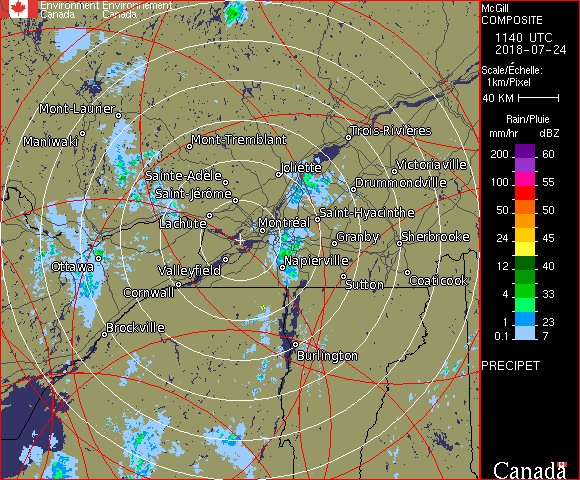 Environment Environnement
Canada Canada
Mont-Laurier
Maniwaki
Mont-Tremblant
Trois-Rivières
Sainte-Adèle
Joliette
Victoriaville
Saint-Jérôme
Drummondville
Lachute
Montréal
Saint-Hyacinthe
Granby
Sherbrooke
Ottawa
Valleyfield
Napierville
Cornwall
Sutton
Coaticook
Brockville
Burlington
McGill
COMPOSITE
1140 UTC
2018-07-24
Scale/Échelle:
1km/Pixel
40 KM
Rain/Pluie
mm/hr dBZ
200 60
100 55
50 50
24 45
12 40
4 33
1 23
0.1 7
PRECIPET
Canada